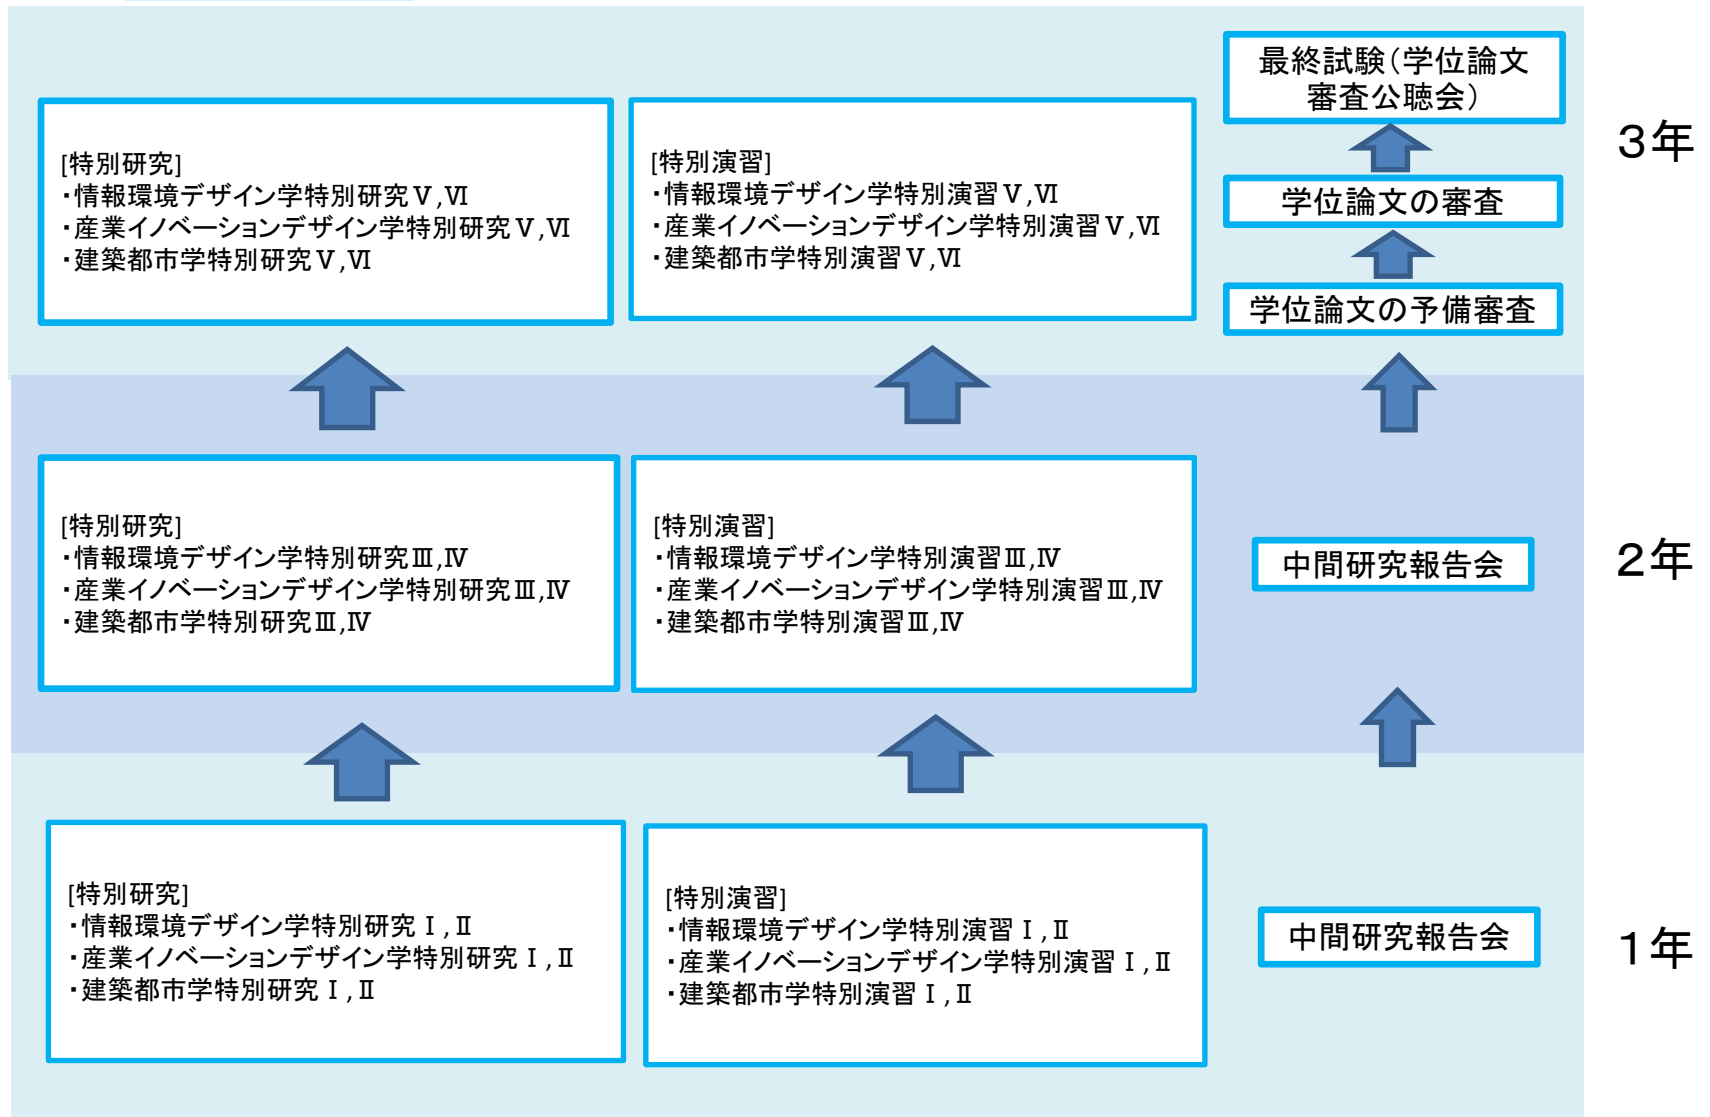 最終試験（学位論文
審査公聴会）
３年
[特別研究]
・情報環境デザイン学特別研究Ⅴ,Ⅵ
・産業イノベーションデザイン学特別研究Ⅴ,Ⅵ
・建築都市学特別研究Ⅴ,Ⅵ
[特別演習]
・情報環境デザイン学特別演習Ⅴ,Ⅵ
・産業イノベーションデザイン学特別演習Ⅴ,Ⅵ
・建築都市学特別演習Ⅴ,Ⅵ
学位論文の審査
学位論文の予備審査
[特別研究]
・情報環境デザイン学特別研究Ⅲ,Ⅳ
・産業イノベーションデザイン学特別研究Ⅲ,Ⅳ
・建築都市学特別研究Ⅲ,Ⅳ
[特別演習]
・情報環境デザイン学特別演習Ⅲ,Ⅳ
・産業イノベーションデザイン学特別演習Ⅲ,Ⅳ
・建築都市学特別演習Ⅲ,Ⅳ
中間研究報告会
２年
[特別研究]
・情報環境デザイン学特別研究Ⅰ,Ⅱ
・産業イノベーションデザイン学特別研究Ⅰ,Ⅱ
・建築都市学特別研究Ⅰ,Ⅱ
[特別演習]
・情報環境デザイン学特別演習Ⅰ,Ⅱ
・産業イノベーションデザイン学特別演習Ⅰ,Ⅱ
・建築都市学特別演習Ⅰ,Ⅱ
中間研究報告会
１年